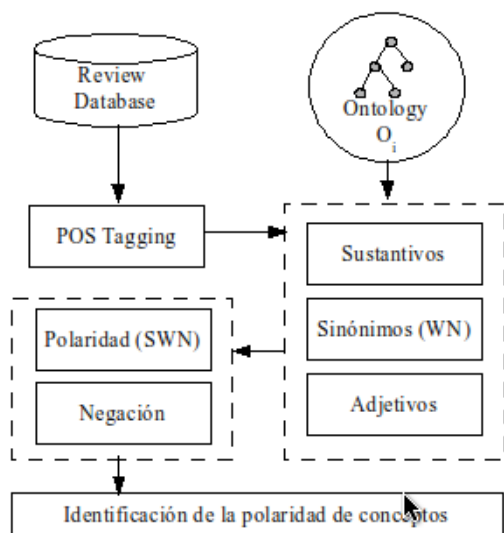 Review
Database
Ontology
O i
POS Tagging
Sustantivos
Sinónimos (WN)
Adjetivos
Polaridad (SWN)
Negación
Identificación de la polaridad de conceptos